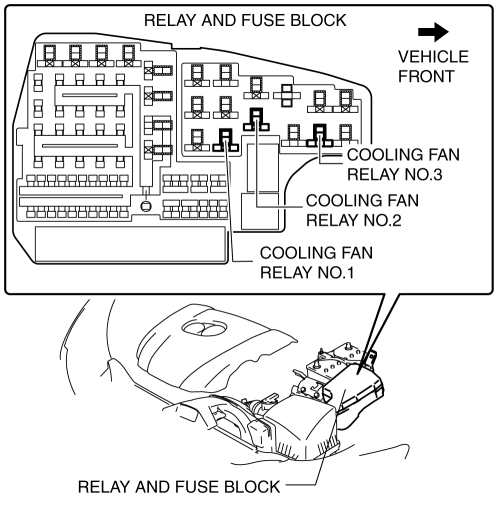 RELAY AND FUSE BLOCK
VEHICLE
FRONT
COOLING FAN
RELAY NO.3
COOLING FAN
RELAY NO.2
COOLING FAN
RELAY NO.1
RELAY AND FUSE BLOCK